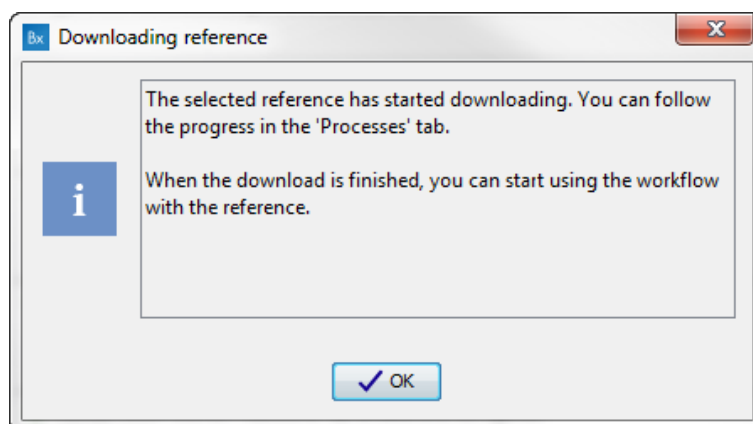 Bx Downloading reference
The selected reference has started downloading. You can follow
the progress in the 'Processes' tab.
When the download is finished, you can start using the workflow
with the reference.
i
OK